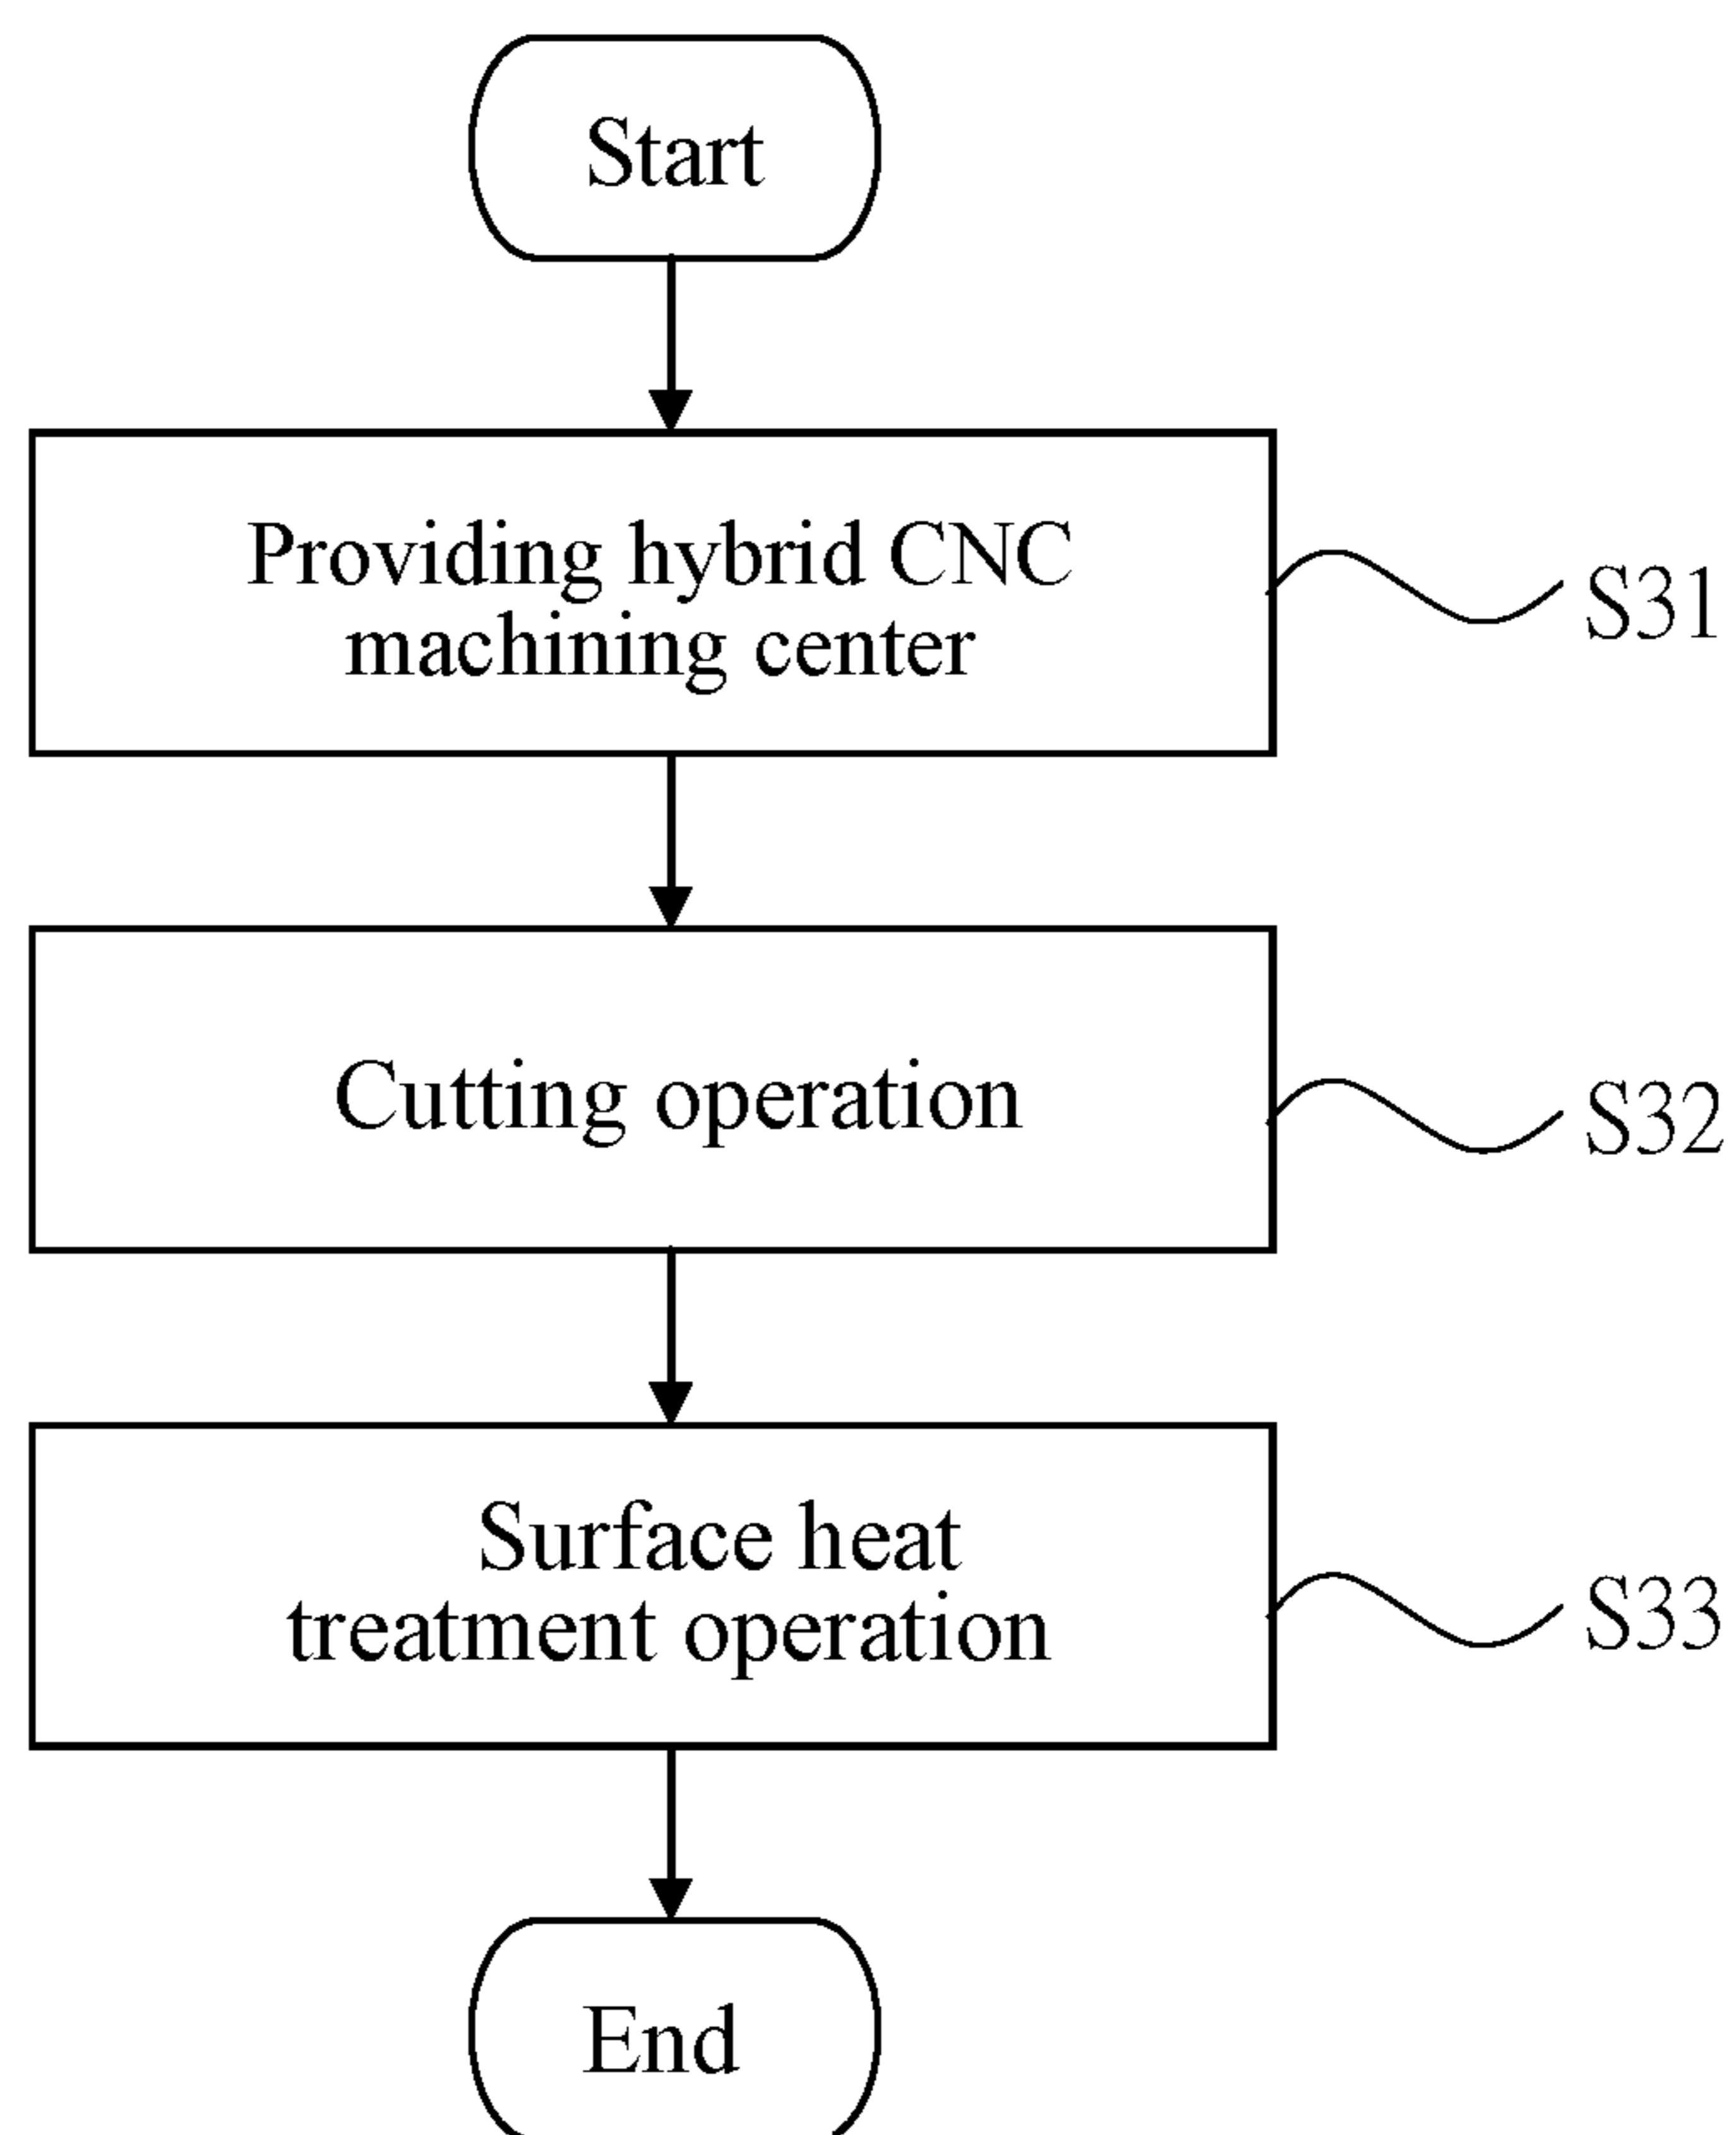 Start
Providing hybrid CNC
machining center
S31
Cutting operation
S32
Surface heat
treatment operation
S33
End